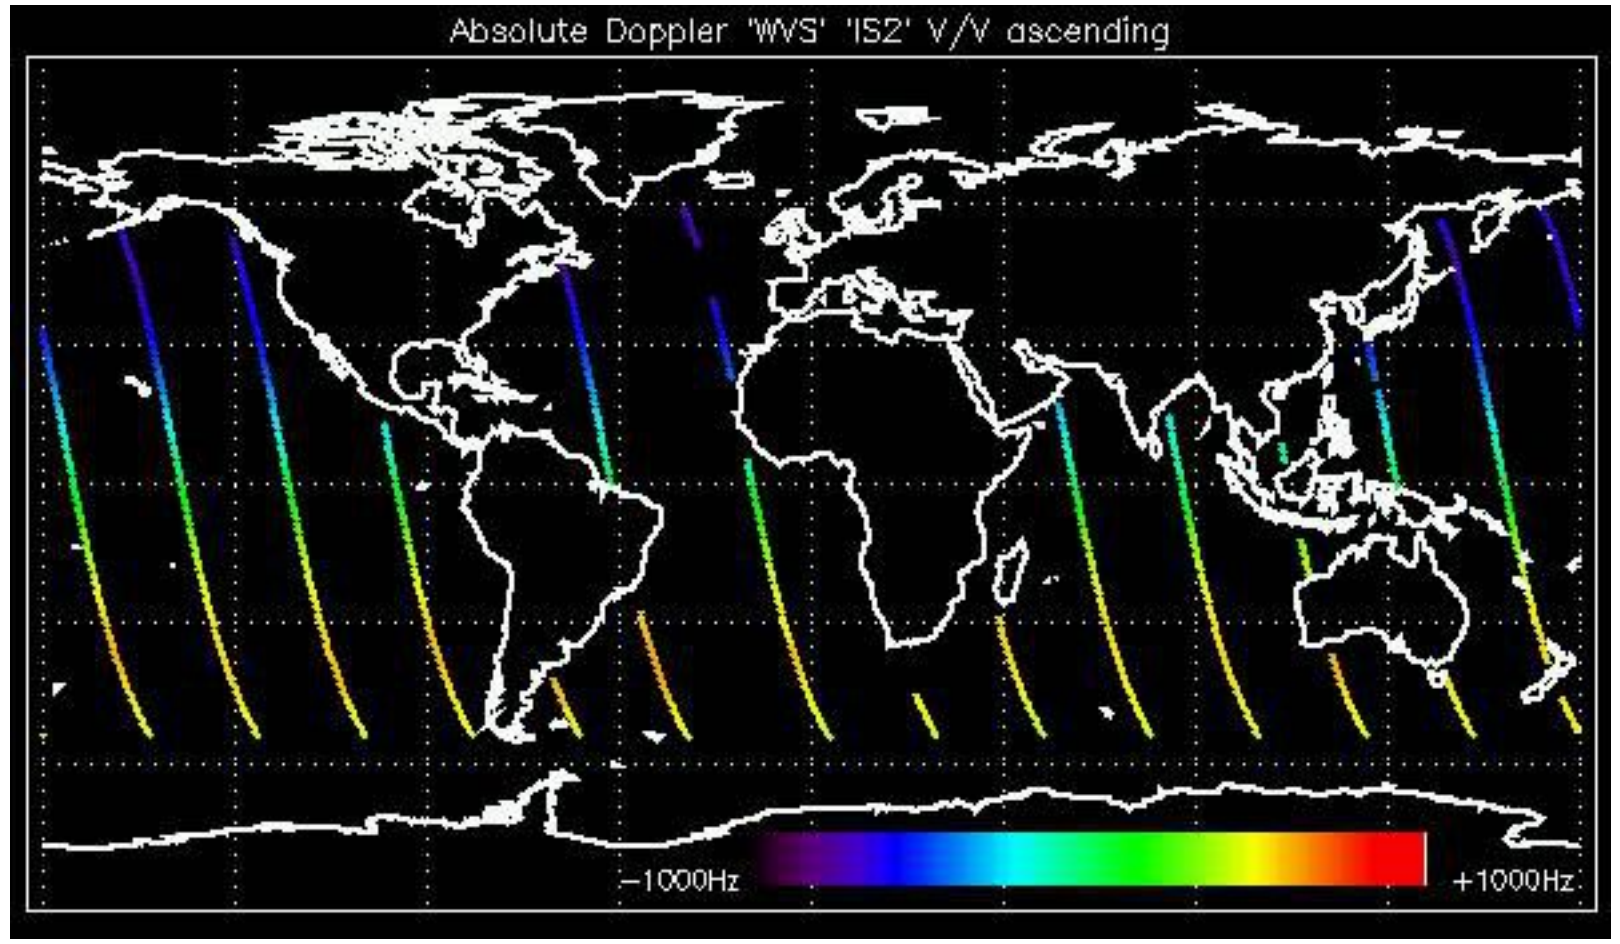 Absolute Doppler 'WVS' 'IS2' V/V ascending
−1000Hz +1000Hz